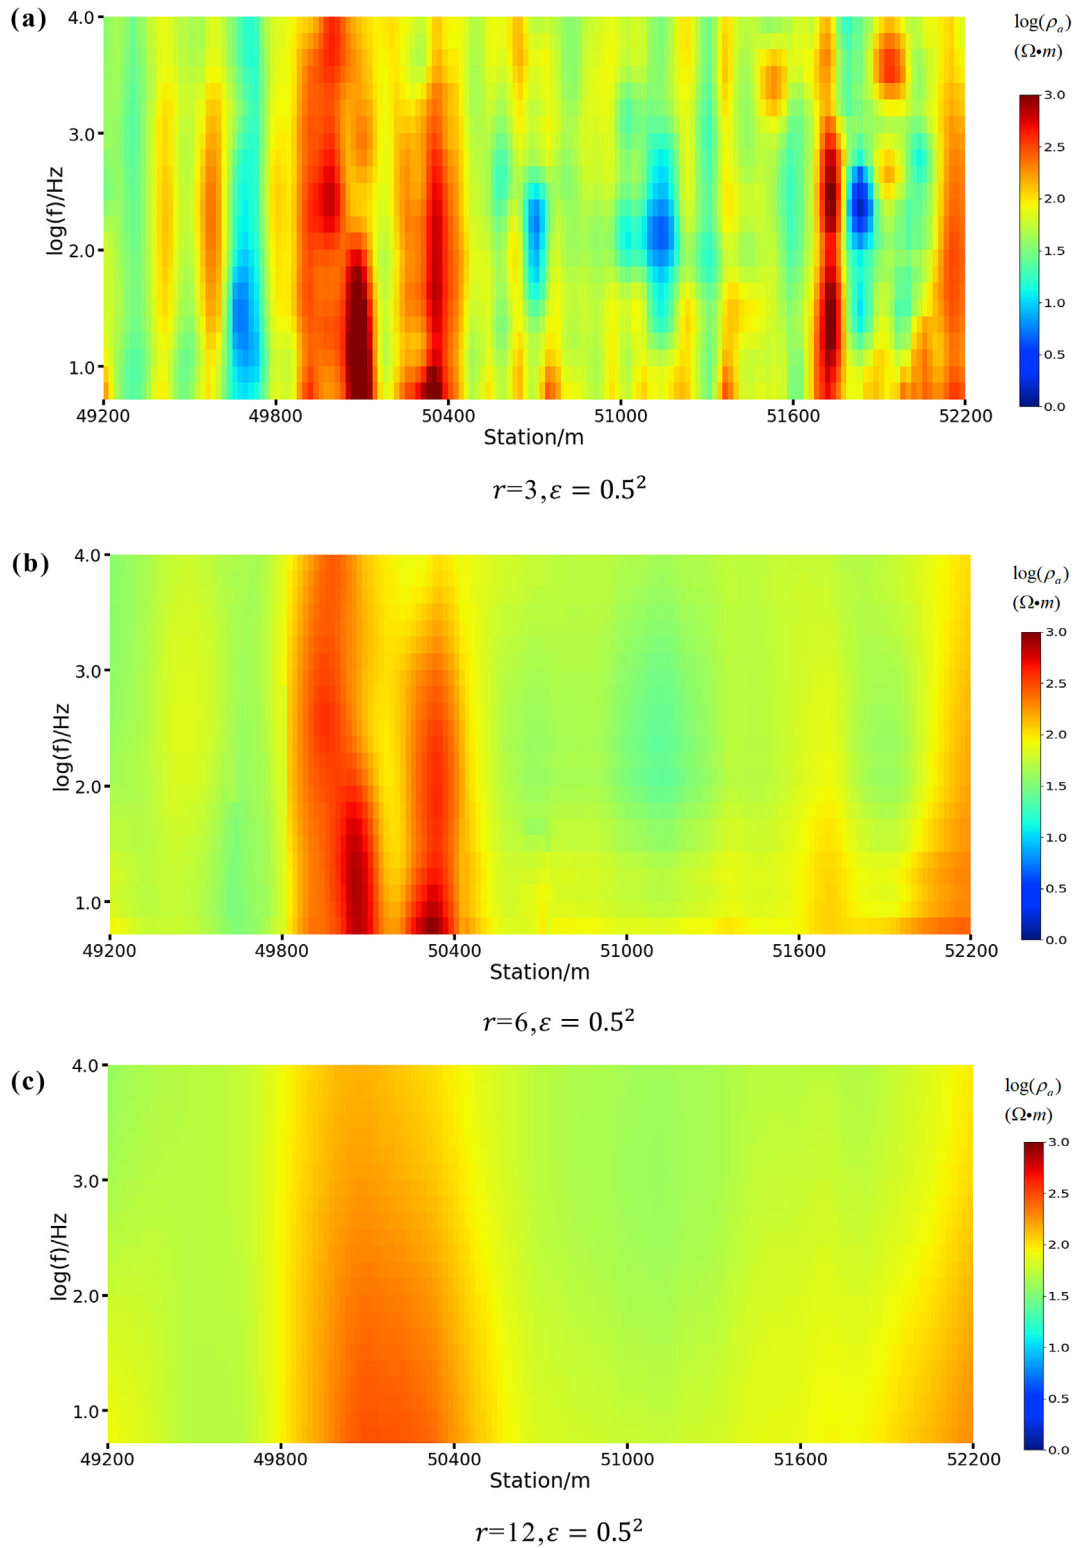 (a)
log(ρₐ)
(Ω•m)
4.0
3.0
2.0
1.0
log(f)/Hz
49200 49800 50400 51000 51600 52200
Station/m
3.0
2.5
2.0
1.5
1.0
0.5
0.0
r=3,ε = 0.5²
(b)
log(ρₐ)
(Ω•m)
4.0
3.0
2.0
1.0
log(f)/Hz
49200 49800 50400 51000 51600 52200
Station/m
3.0
2.5
2.0
1.5
1.0
0.5
0.0
r=6,ε = 0.5²
(c)
log(ρₐ)
(Ω•m)
4.0
3.0
2.0
1.0
log(f)/Hz
49200 49800 50400 51000 51600 52200
Station/m
3.0
2.5
2.0
1.5
1.0
0.5
0.0
r=12,ε = 0.5²